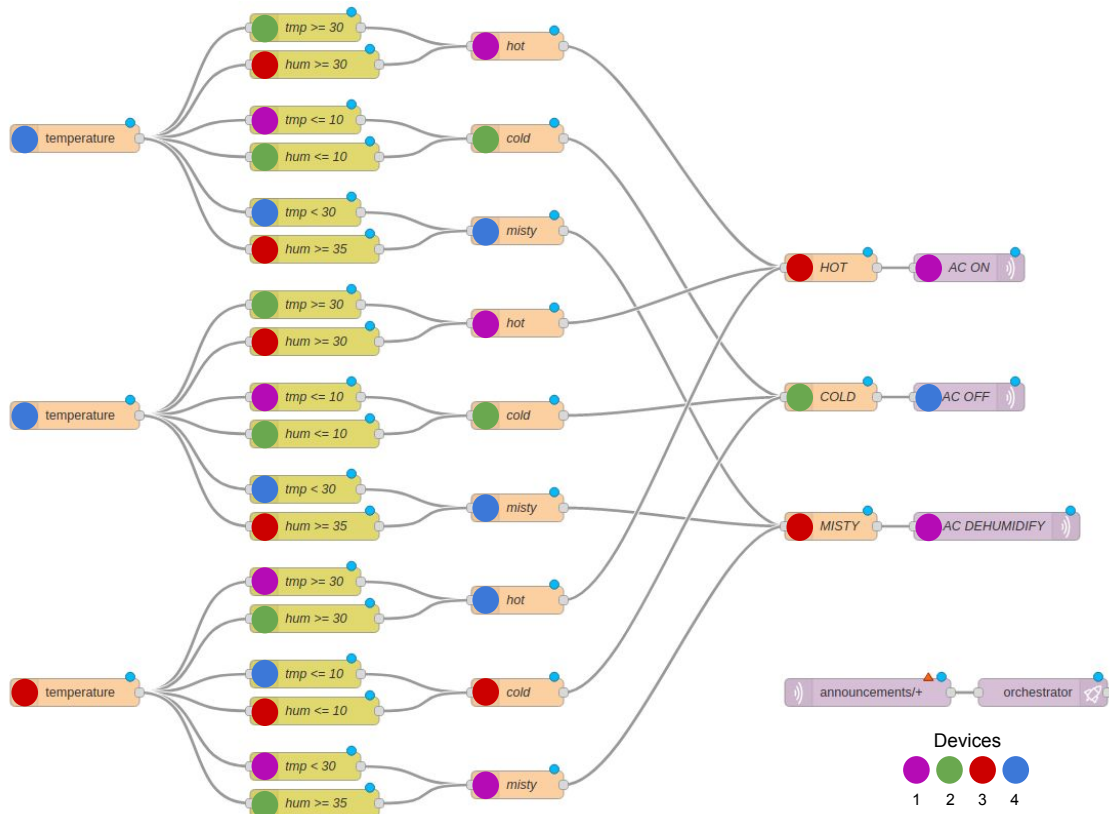 tmp >= 30
hot
hum >= 30
temperature
tmp <= 10
cold
hum <= 10
tmp < 30
misty
hum >= 35
HOT
AC ON
tmp >= 30
hot
hum >= 30
temperature
tmp <= 10
cold
hum <= 10
COLD
AC OFF
tmp < 30
misty
hum >= 35
MISTY
AC DEHUMIDIFY
tmp >= 30
hot
hum >= 30
temperature
tmp <= 10
cold
hum <= 10
announcements/+
orchestrator
tmp < 30
misty
hum >= 35
Devices
1 2 3 4